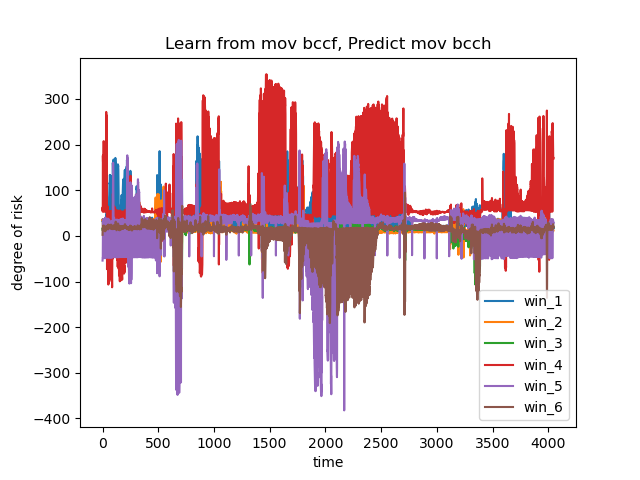 Learn from mov bccf, Predict mov bcch
degree of risk
300
200
100
0
−100
−200
−300
−400
0 500 1000 1500 2000 2500 3000 3500 4000
time
win_1
win_2
win_3
win_4
win_5
win_6